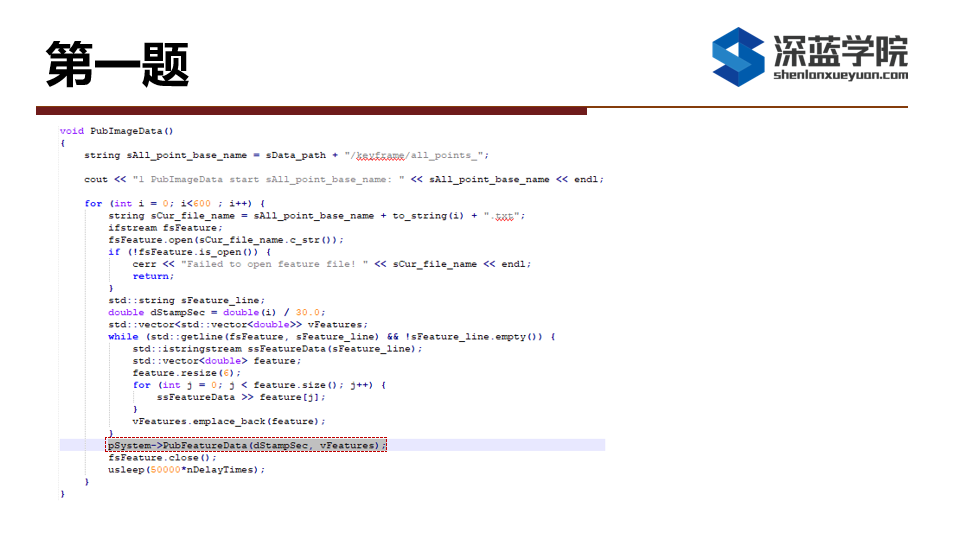 第一题
深蓝学院
shenlanxueyuan.com
void PubImageData()
{
string sAll_point_base_name = sData_path + "/keyframe/all_points_";
cout << "1 PubImageData start sAll_point_base_name: " << sAll_point_base_name << endl;
for (int i = 0; i<600 ; i++) {
string sCur_file_name = sAll_point_base_name + to_string(i) + ".txt";
ifstream fsFeature;
fsFeature.open(sCur_file_name.c_str());
if (!fsFeature.is_open()) {
cerr << "Failed to open feature file! " << sCur_file_name << endl;
return;
}
std::string sFeature_line;
double dStampSec = double(i) / 30.0;
std::vector<std::vector<double>> vFeatures;
while (std::getline(fsFeature, sFeature_line) && !sFeature_line.empty()) {
std::istringstream ssFeatureData(sFeature_line);
std::vector<double> feature;
feature.resize(6);
for (int j = 0; j < feature.size(); j++) {
ssFeatureData >> feature[j];
}
vFeatures.emplace_back(feature);
}
pSystem->PubFeatureData(dStampSec, vFeatures);
fsFeature.close();
usleep(50000*nDelayTimes);
}
}